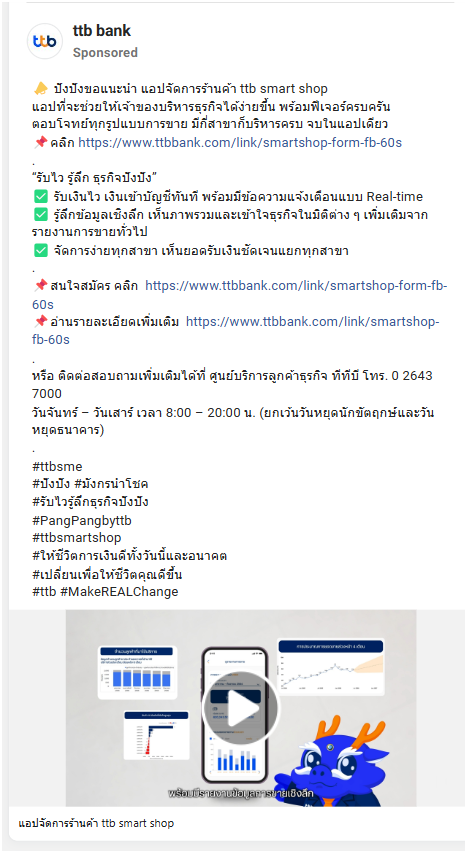 ttb
ttb bank
Sponsored
ปังปังขอแนะนำ แอปจัดการร้านค้า ttb smart shop
แอปที่จะช่วยให้เจ้าของบริหารธุรกิจได้ง่ายขึ้น พร้อมฟีเจอร์ครบครัน
ตอบโจทย์ทุกรูปแบบการขาย มีกี่สาขาก็บริหารครบ จบในแอปเดียว
📌คลิก https://www.ttbbank.com/link/smartshop-form-fb-60s
.
“รับไว รู้ลึก ธุรกิจปังปัง”
✅ รับเงินไว เงินเข้าบัญชีทันที พร้อมมีข้อความแจ้งเตือนแบบ Real-time
✅ รู้ลึกข้อมูลเชิงลึก เห็นภาพรวมและเข้าใจธุรกิจในมิติต่าง ๆ เพิ่มเติมจาก
รายงานการขายทั่วไป
✅ จัดการง่ายทุกสาขา เห็นยอดรับเงินชัดเจนแยกทุกสาขา
.
📌สนใจสมัคร คลิก https://www.ttbbank.com/link/smartshop-form-fb-
60s
📌อ่านรายละเอียดเพิ่มเติม https://www.ttbbank.com/link/smartshop-
fb-60s
.
หรือ ติดต่อสอบถามเพิ่มเติมได้ที่ ศูนย์บริการลูกค้าธุรกิจ ทีทีบี โทร. 0 2643
7000
วันจันทร์ – วันเสาร์ เวลา 8:00 – 20:00 น. (ยกเว้นวันหยุดนักขัตฤกษ์และวัน
หยุดธนาคาร)
.
#ttbsme
#ปังปัง #มังกรนำโชค
#รับไวรู้ลึกธุรกิจปังปัง
#PangPangbyttb
#ttbsmartshop
#ให้ชีวิตการเงินดีทั้งวันนี้และอนาคต
#เปลี่ยนเพื่อให้ชีวิตคุณดีขึ้น
#ttb #MakeREALChange
พร้อมมีรายงานข้อมูลการขายเชิงลึก
แอปจัดการร้านค้า ttb smart shop